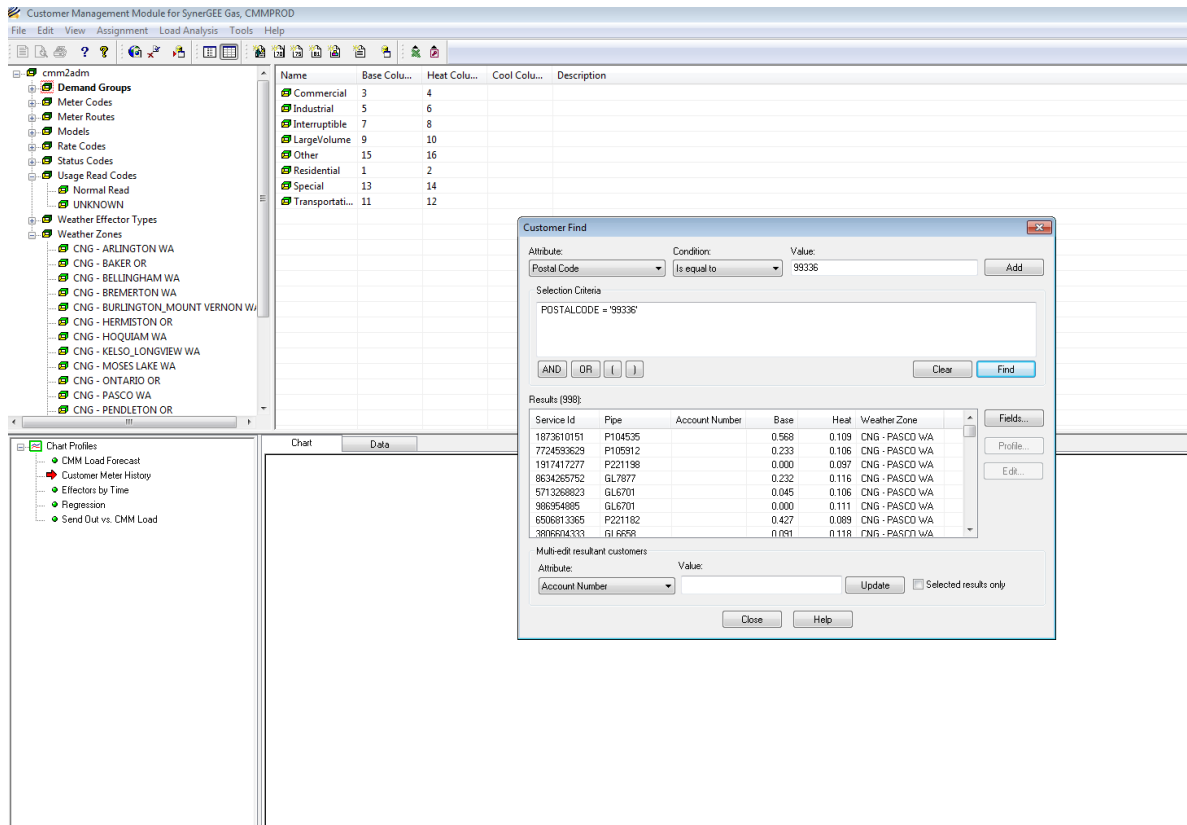 Customer Management Module for SynerGEE Gas, CMMPROD
File Edit View Assignment Load Analysis Tools Help
cmm2adm
Demand Groups
Meter Codes
Meter Routes
Models
Rate Codes
Status Codes
Usage Read Codes
Normal Read
UNKNOWN
Weather Effector Types
Weather Zones
CNG - ARLINGTON WA
CNG - BAKER OR
CNG - BELLINGHAM WA
CNG - BREMERTON WA
CNG - BURLINGTON_MOUNT VERNON W
CNG - HERMISTON OR
CNG - HOQUIAM WA
CNG - KELSO_LONGVIEW WA
CNG - MOSES LAKE WA
CNG - ONTARIO OR
CNG - PASCO WA
CNG - PENDLETON OR
Name Base Colu... Heat Colu... Cool Colu... Description
Commercial 3 4
Industrial 5 6
Interruptible 7 8
LargeVolume 9 10
Other 15 16
Residential 1 2
Special 13 14
Transportati... 11 12
Customer Find
Attribute: Condition: Value:
Postal Code Is equal to 99336 Add
Selection Criteria
POSTALCODE = '99336'
AND OR ( ) Clear Find
Results (998):
Service Id Pipe Account Number Base Heat Weather Zone Fields...
1873610151 P104535 0.568 0.109 CNG - PASCO WA
7724593629 P105912 0.233 0.106 CNG - PASCO WA Profile...
1917417277 P221198 0.000 0.097 CNG - PASCO WA
8634265752 GL7877 0.232 0.116 CNG - PASCO WA Edit...
5713268823 GL6701 0.045 0.106 CNG - PASCO WA
986954885 GL6701 0.000 0.111 CNG - PASCO WA
6506813365 P221182 0.427 0.089 CNG - PASCO WA
3806604333 GL6658 0.091 0.118 CNG - PASCO WA
Multi-edit resultant customers
Attribute: Value:
Account Number Update Selected results only
Close Help
Chart Profiles
CMM Load Forecast
Customer Meter History
Effectors by Time
Regression
Send Out vs. CMM Load
Chart Data